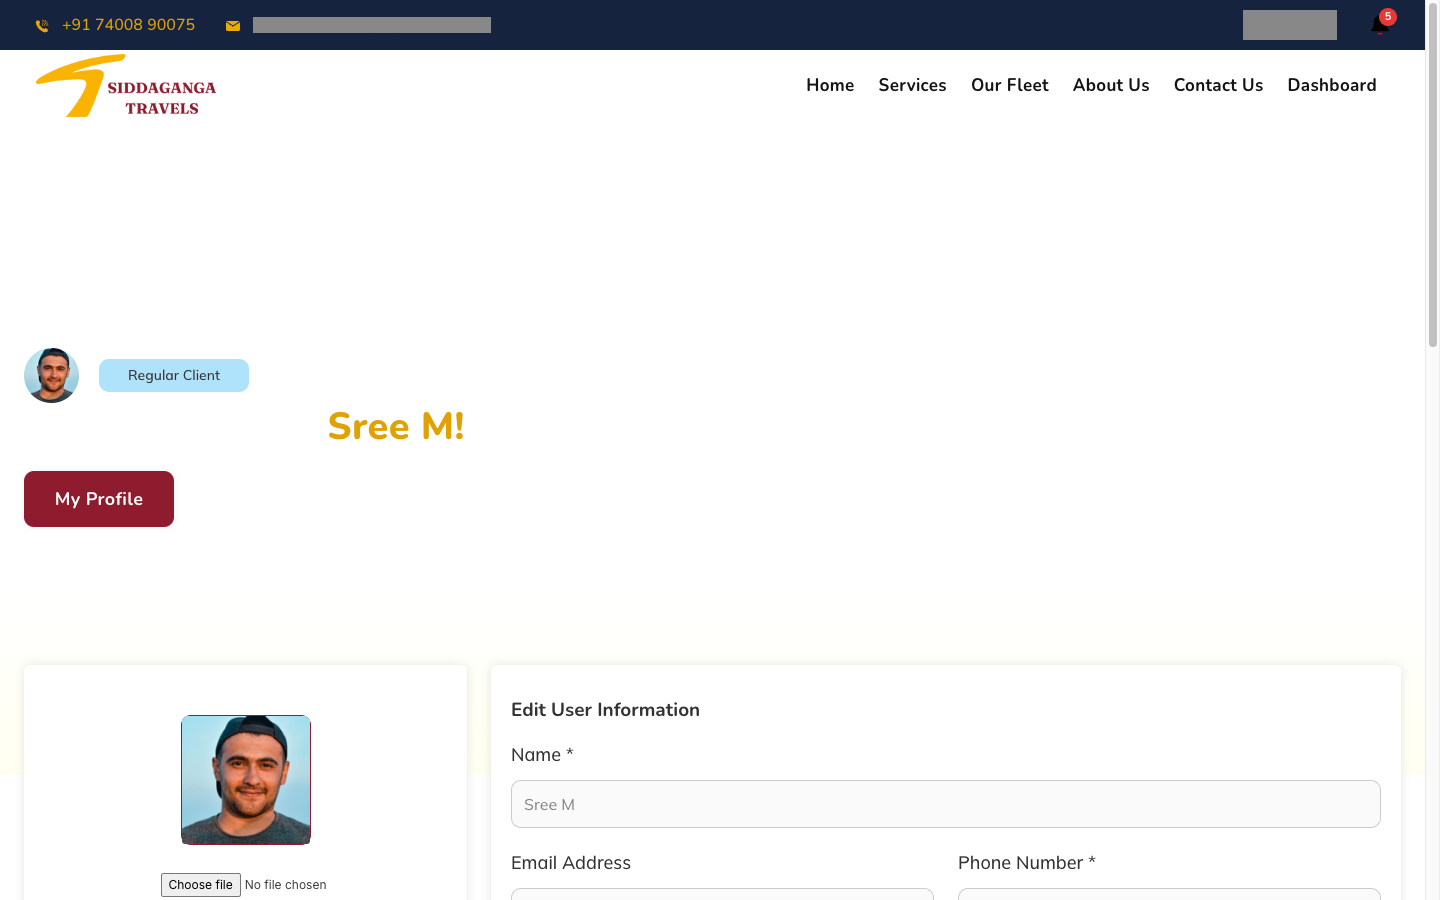 +91 74008 90075
5
SIDDAGANGA
TRAVELS
Home Services Our Fleet About Us Contact Us Dashboard
Regular Client
Sree M!
My Profile
Edit User Information
Name *
Sree M
Email Address Phone Number *
Choose file No file chosen